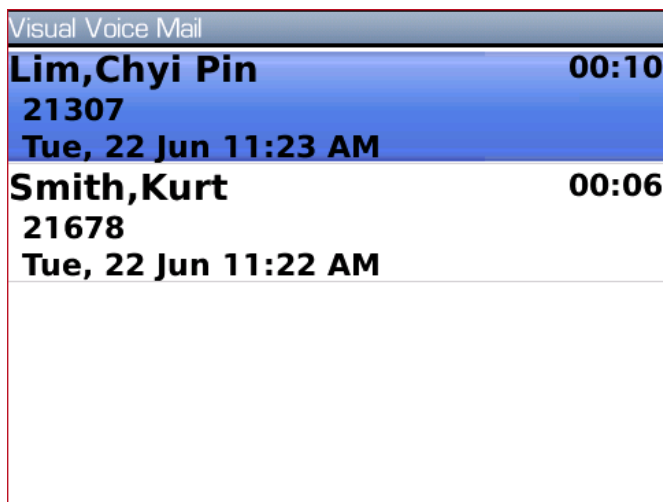 Visual Voice Mail
Lim,Chyi Pin 00:10
21307
Tue, 22 Jun 11:23 AM
Smith,Kurt 00:06
21678
Tue, 22 Jun 11:22 AM